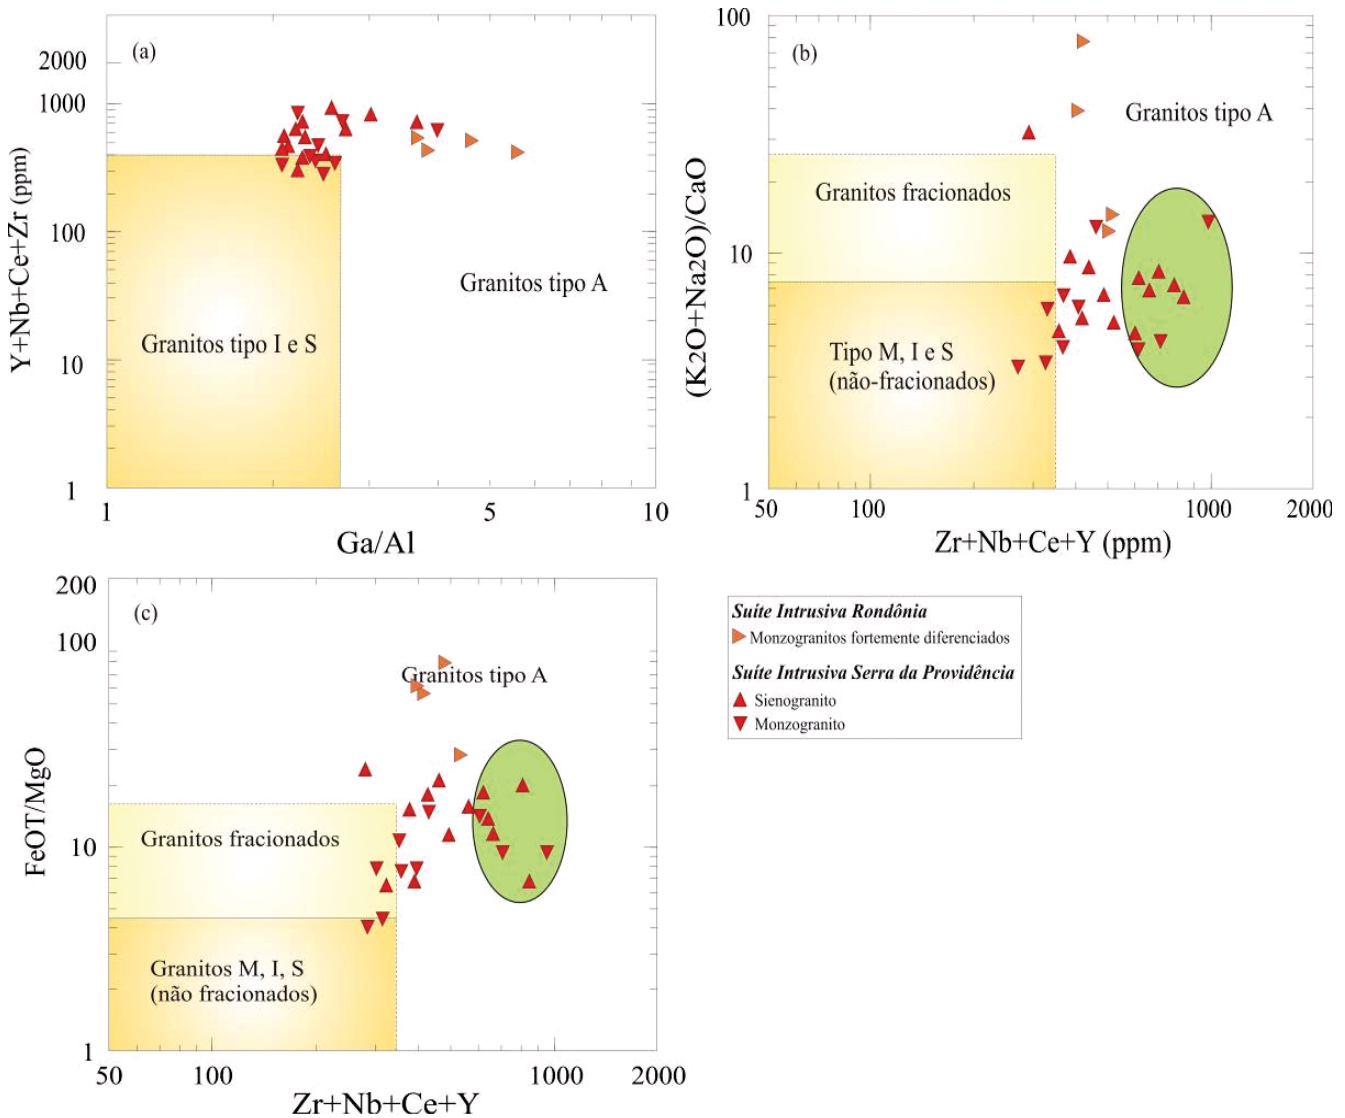 (a)
Y+Nb+Ce+Zr (ppm)
2000
1000
100
10
1
Granitos tipo A
Granitos tipo I e S
1
5
10
Ga/Al
(b)
(K2O+Na2O)/CaO
100
10
1
Granitos tipo A
Granitos fracionados
Tipo M, I e S
(não-fracionados)
50
100
1000
2000
Zr+Nb+Ce+Y (ppm)
(c)
FeOT/MgO
200
100
10
1
Granitos tipo A
Granitos fracionados
Granitos M, I, S
(não fracionados)
50
100
1000
2000
Zr+Nb+Ce+Y
Suíte Intrusiva Rondônia
Monzogranitos fortemente diferenciados
Suíte Intrusiva Serra da Providência
Sienogranito
Monzogranito